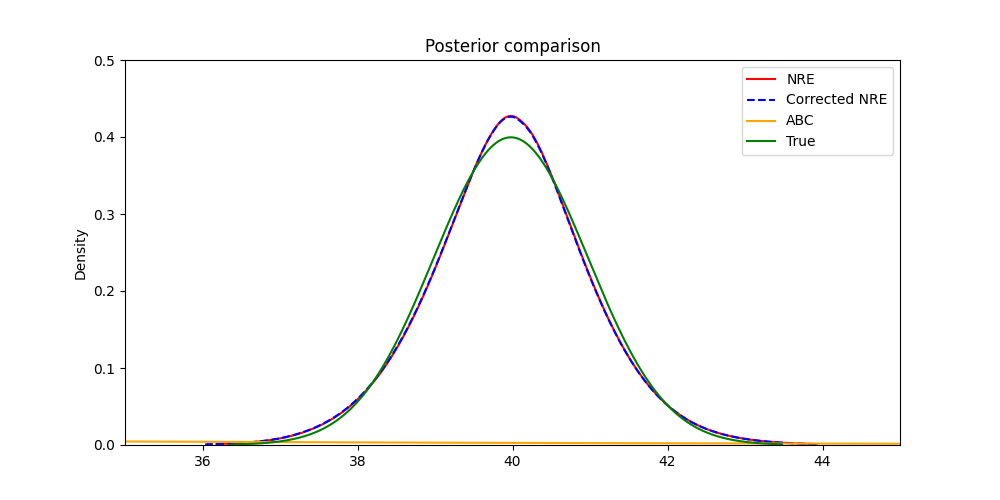 Posterior comparison
NRE
Corrected NRE
ABC
True
Density
0.5
0.4
0.3
0.2
0.1
0.0
36 38 40 42 44